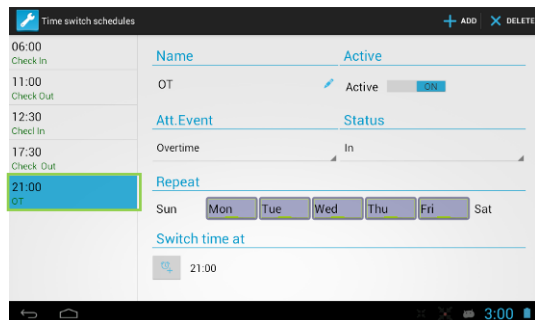 Time switch schedules
ADD
DELETE
06:00
Check In
11:00
Check Out
12:30
Checl In
17:30
Check Out
21:00
OT
Name
Active
OT
Active
ON
Att.Event
Status
Overtime
In
Repeat
Sun Mon Tue Wed Thu Fri Sat
Switch time at
21:00
3:00